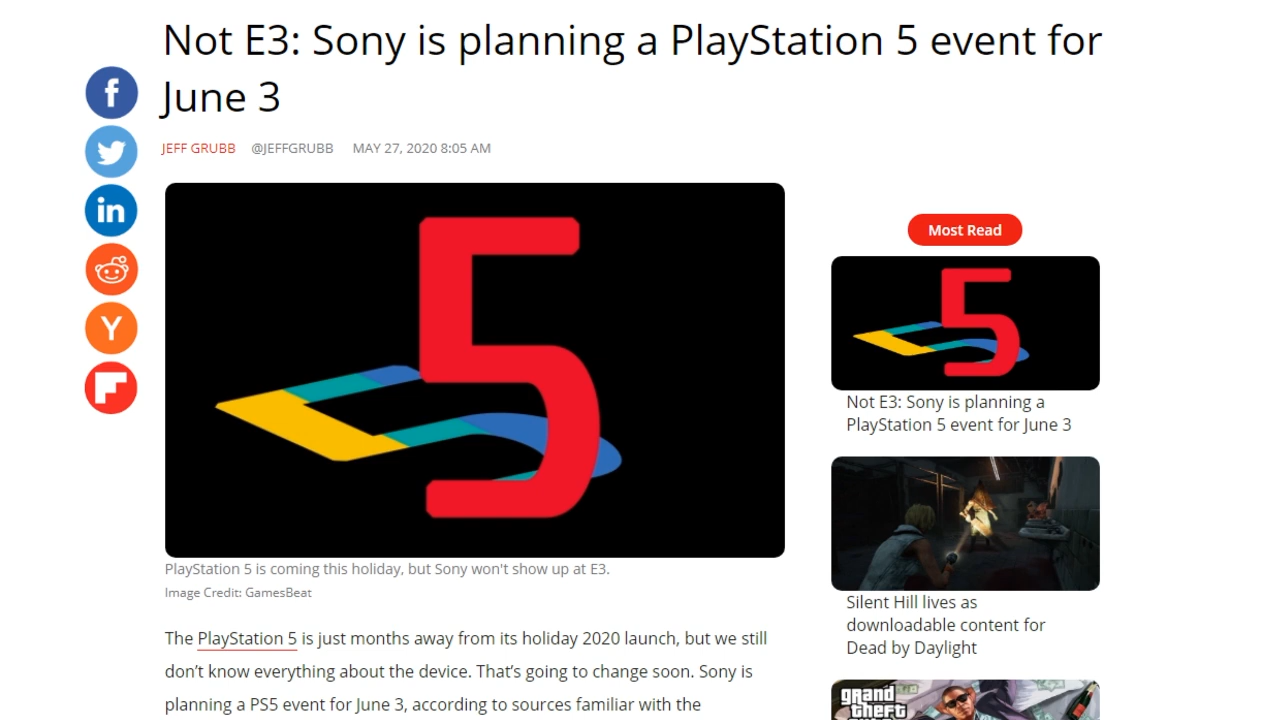 Not E3: Sony is planning a PlayStation 5 event for
June 3
JEFF GRUBB @JEFFGRUBB MAY 27, 2020 8:05 AM
f
in
Y
5
PlayStation 5 is coming this holiday, but Sony won't show up at E3.
Image Credit: GamesBeat
The PlayStation 5 is just months away from its holiday 2020 launch, but we still
don’t know everything about the device. That’s going to change soon. Sony is
planning a PS5 event for June 3, according to sources familiar with the
Most Read
5
Not E3: Sony is planning a
PlayStation 5 event for June 3
Silent Hill lives as
downloadable content for
Dead by Daylight
grand
theft